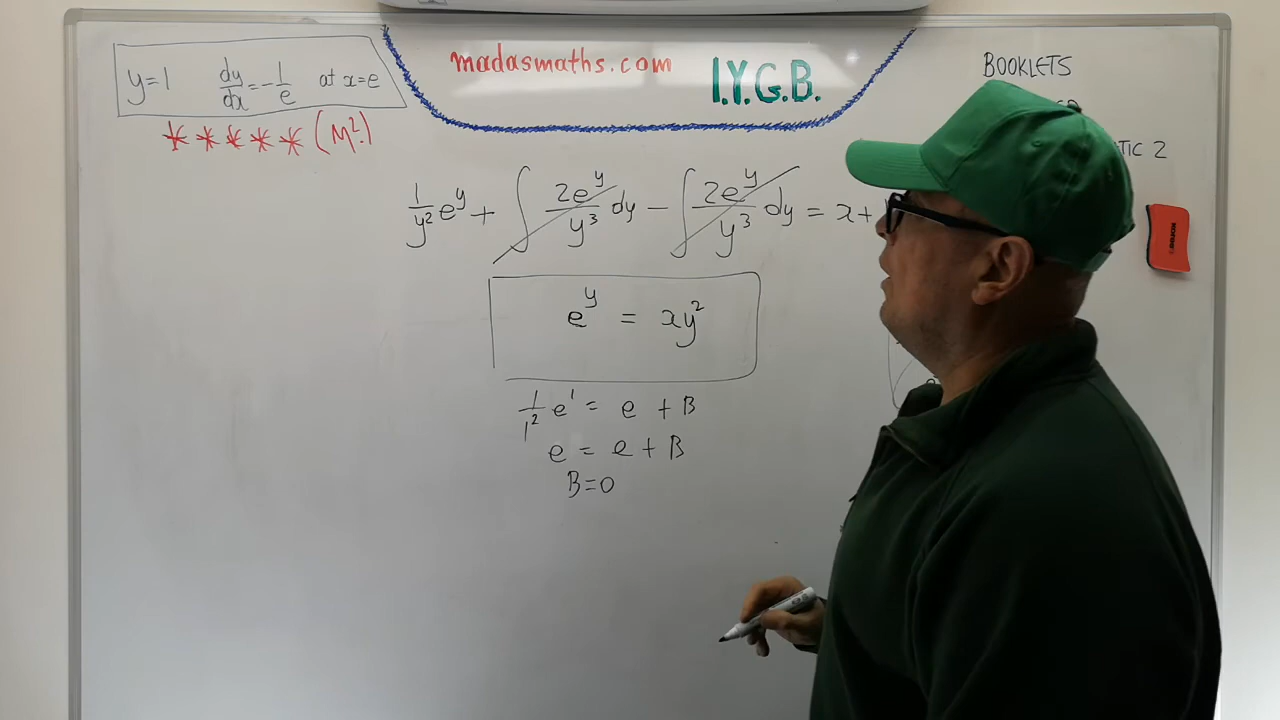 y=1 dy/dx=-1/e at x=e
***** (M².)
madasmaths.com
I.Y.G.B.
BOOKLETS
TIC 2
1/y² e^y + ∫ 2e^y/y³ dy - ∫ 2e^y/y³ dy = x+
e^y = xy²
1/1² e¹ = e + B
e = e + B
B=0